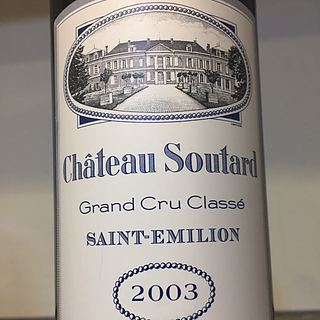 Château Soutard
Grand Cru Classé
SAINT-EMILION
2003